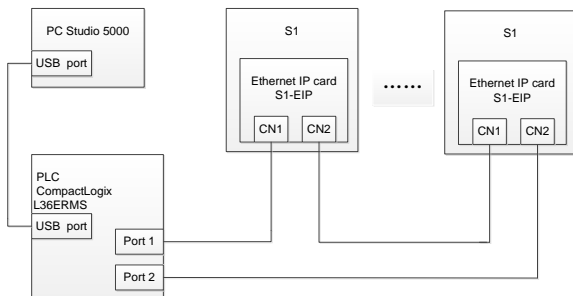 PC Studio 5000
USB port
S1
Ethernet IP card
S1-EIP
CN1
CN2
......
S1
Ethernet IP card
S1-EIP
CN1
CN2
PLC
CompactLogix
L36ERMS
USB port
Port 1
Port 2